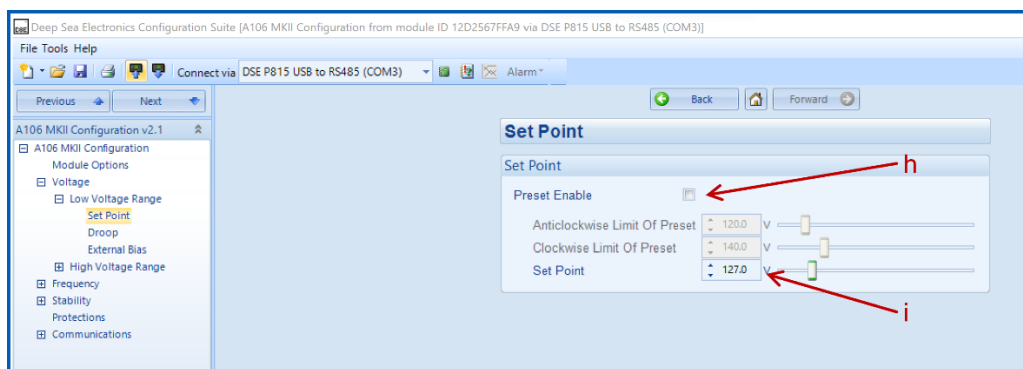 DSE Deep Sea Electronics Configuration Suite [A106 MKII Configuration from module ID 12D2567FFA9 via DSE P815 USB to RS485 (COM3)]
File Tools Help
Connect via DSE P815 USB to RS485 (COM3) Alarm
Previous Next
Back Forward
A106 MKII Configuration v2.1
A106 MKII Configuration
Module Options
Voltage
Low Voltage Range
Set Point
Droop
External Bias
High Voltage Range
Frequency
Stability
Protections
Communications
Set Point
Set Point
h
Preset Enable
Anticlockwise Limit Of Preset 120.0 V
Clockwise Limit Of Preset 140.0 V
Set Point 127.0 V
i